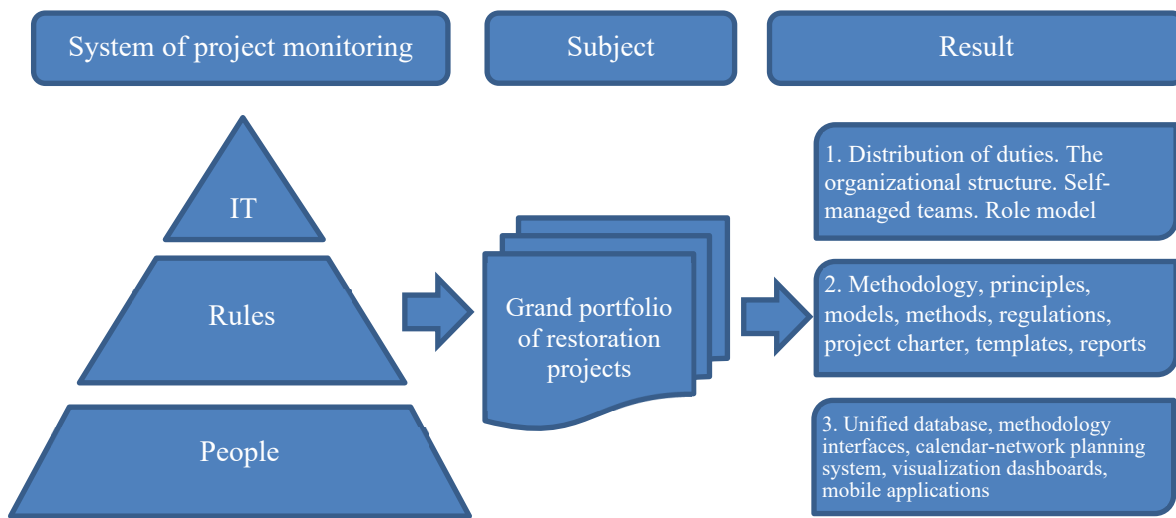 System of project monitoring
Subject
Result
IT
Rules
People
Grand portfolio
of restoration
projects
1. Distribution of duties. The
organizational structure. Self-
managed teams. Role model
2. Methodology, principles,
models, methods, regulations,
project charter, templates, reports
3. Unified database, methodology
interfaces, calendar-network planning
system, visualization dashboards,
mobile applications